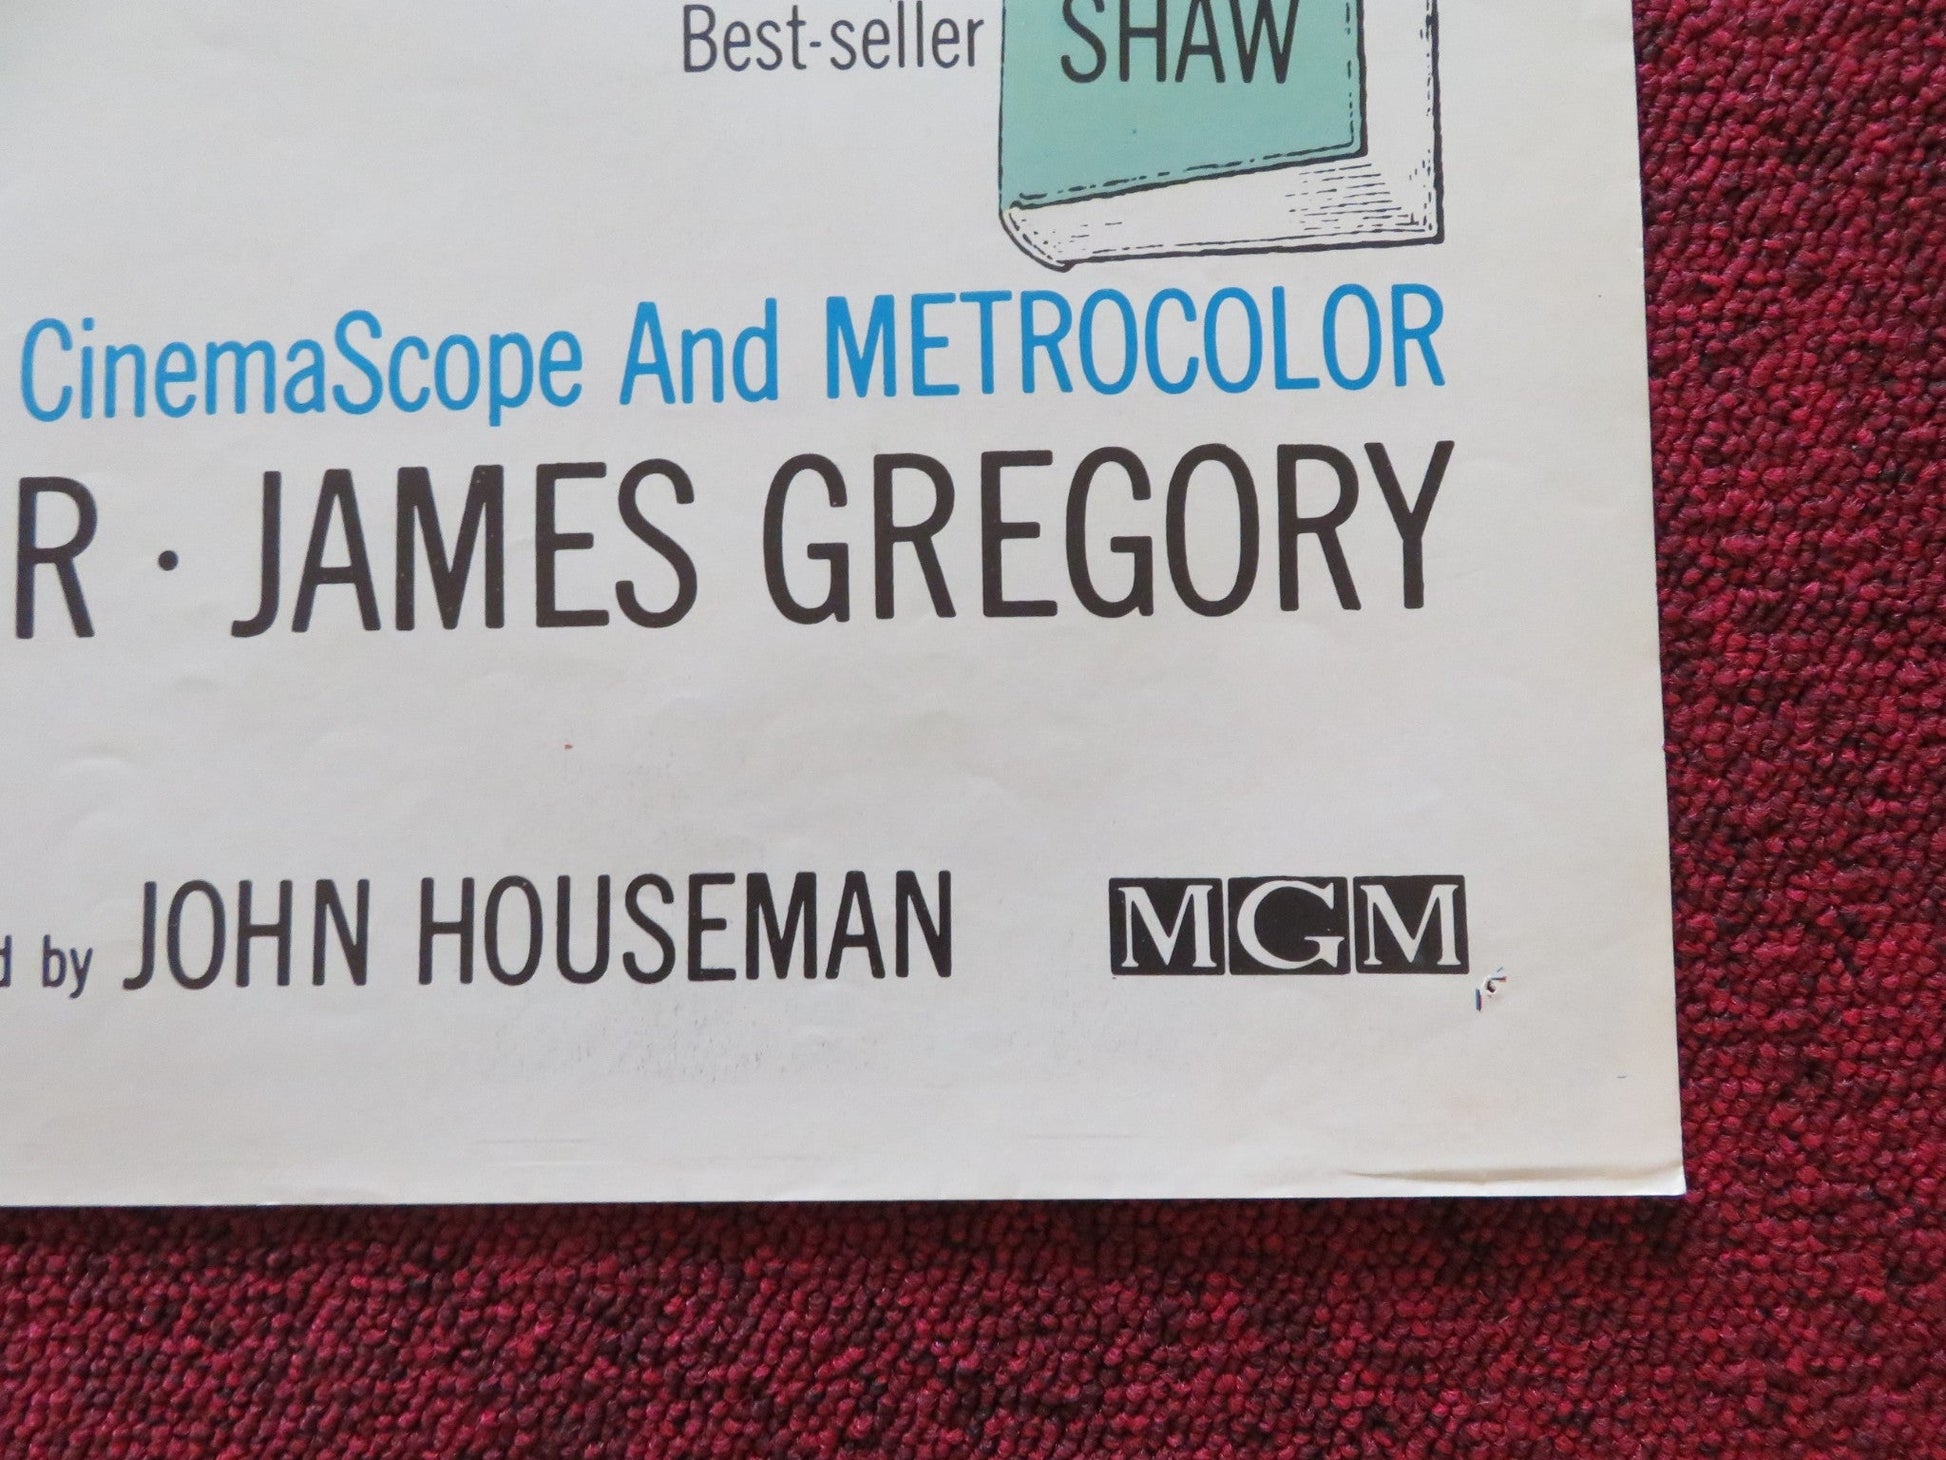 Best-seller SHAW
CinemaScope And METROCOLOR
R · JAMES GREGORY
d by JOHN HOUSEMAN MGM